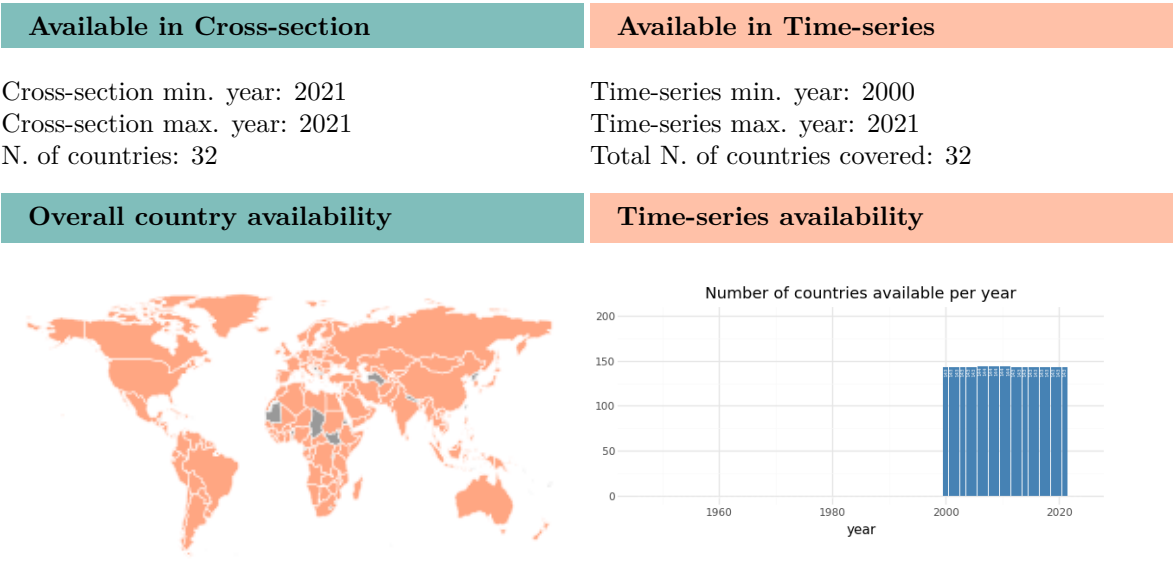 Available in Cross-section
Available in Time-series
Cross-section min. year: 2021
Cross-section max. year: 2021
N. of countries: 32
Time-series min. year: 2000
Time-series max. year: 2021
Total N. of countries covered: 32
Overall country availability
Time-series availability
Number of countries available per year
200
150
100
50
0
1960
1980
2000
2020
year